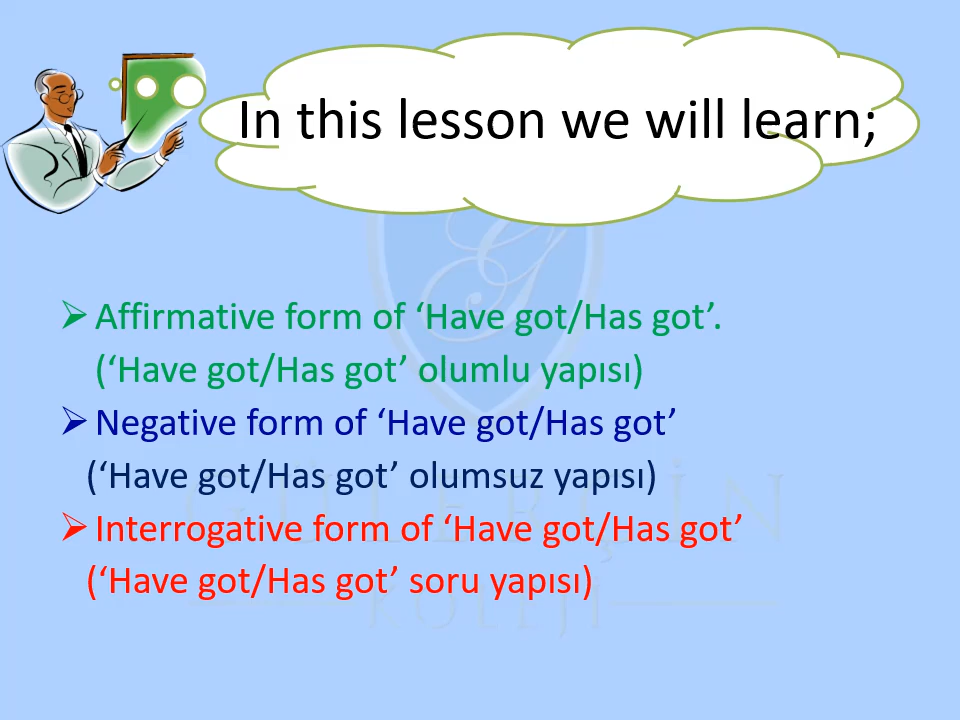 In this lesson we will learn;
Affirmative form of ‘Have got/Has got’.
(‘Have got/Has got’ olumlu yapısı)
Negative form of ‘Have got/Has got’
(‘Have got/Has got’ olumsuz yapısı)
Interrogative form of ‘Have got/Has got’
(‘Have got/Has got’ soru yapısı)